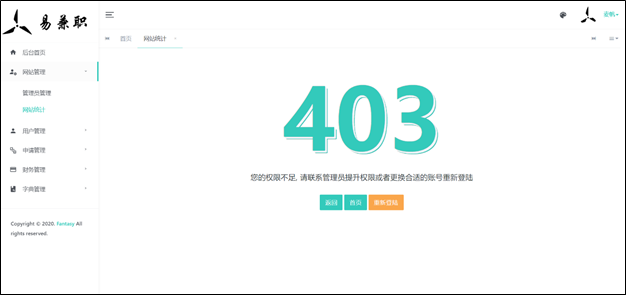 易兼职
麦帆
首页
网站统计
后台首页
网站管理
管理员管理
网站统计
用户管理
申请管理
财务管理
字典管理
Copyright © 2020. Fantasy All
rights reserved.
403
您的权限不足, 请联系管理员提升权限或者更换合适的账号重新登陆
返回
首页
重新登陆